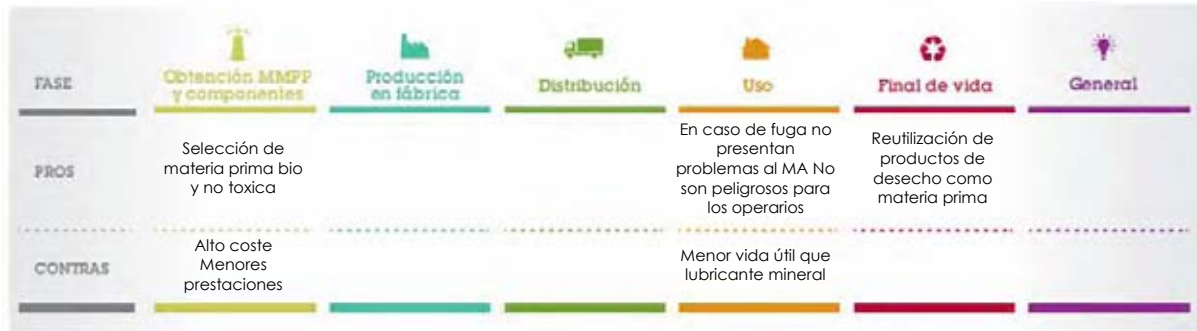 FASE
Obtención MMPP
y componentes
Producción
en fábrica
Distribución
Uso
Final de vida
General
PROS
Selección de
materia prima bio
y no toxica
En caso de fuga no
presentan
problemas al MA No
son peligrosos para
los operarios
Reutilización de
productos de
desecho como
materia prima
CONTRAS
Alto coste
Menores
prestaciones
Menor vida útil que
lubricante mineral